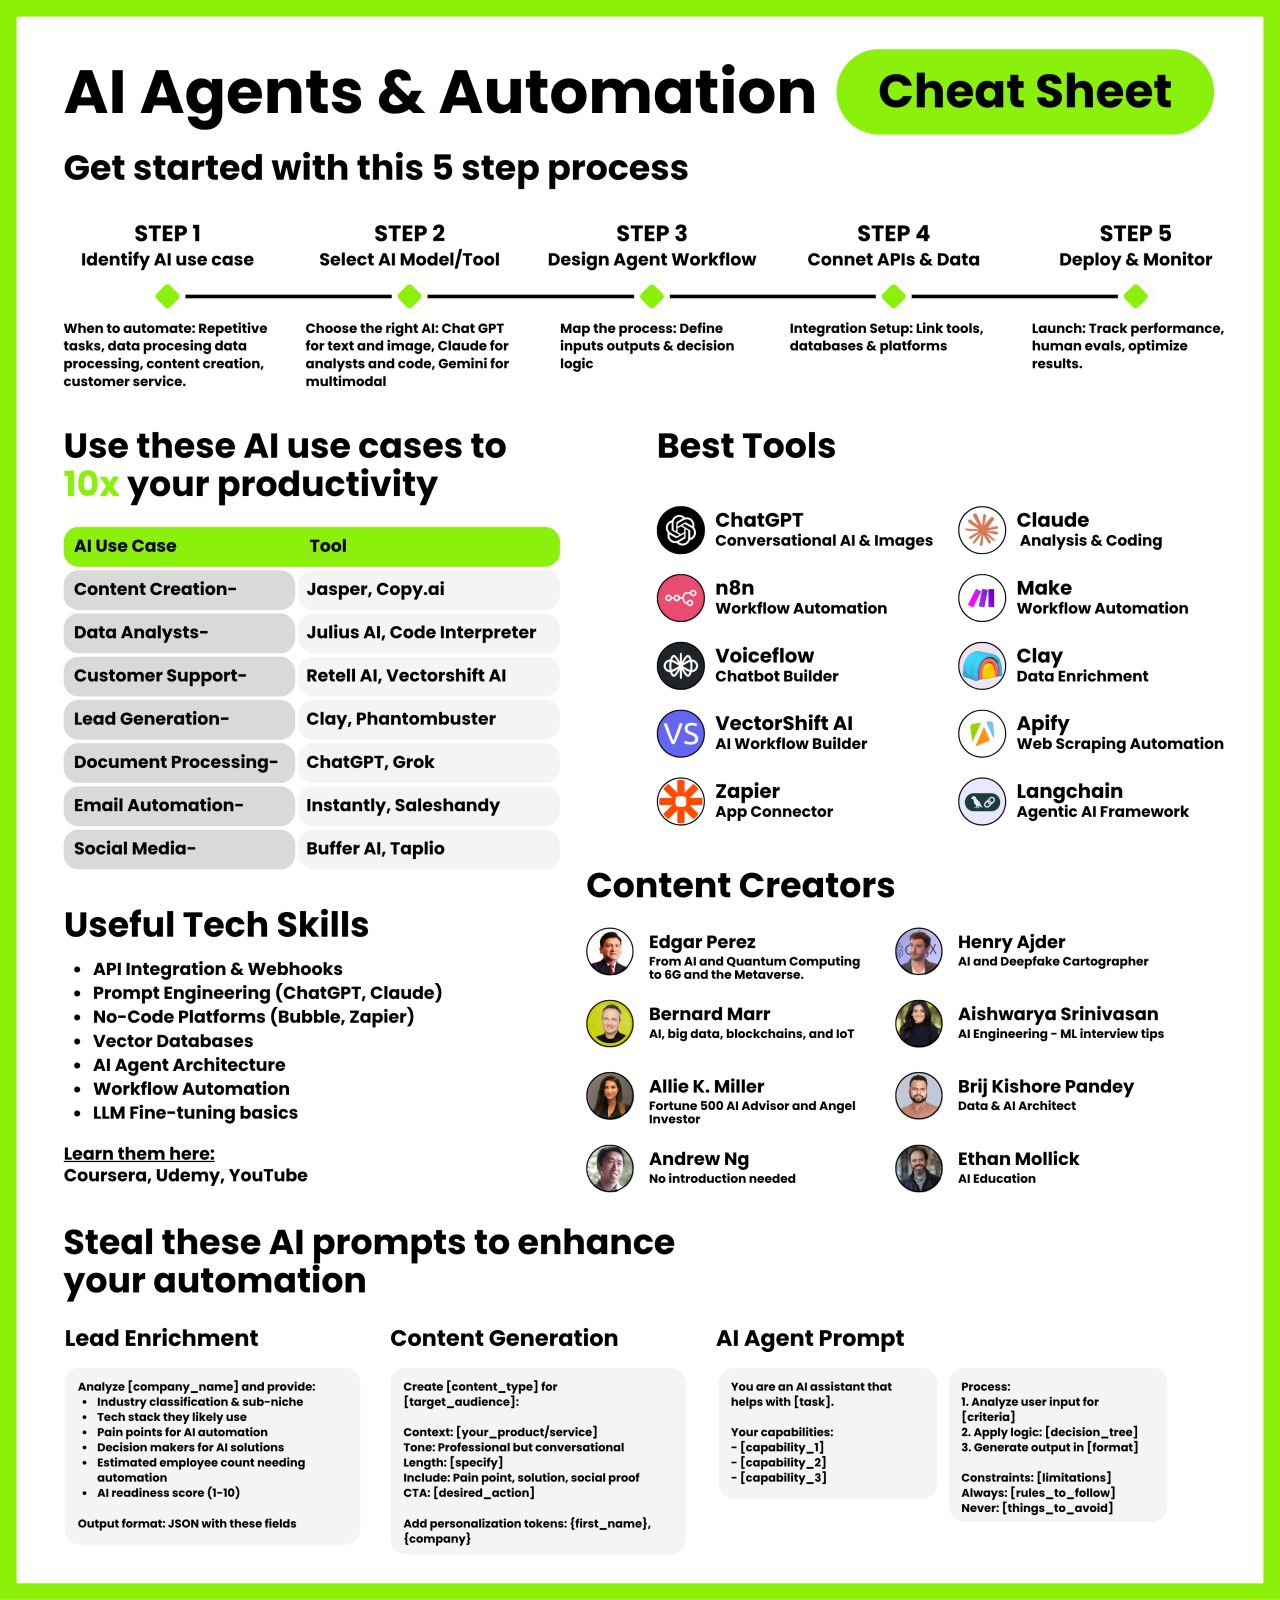 AI Agents & Automation
Cheat Sheet
Get started with this 5 step process
STEP 1
Identify AI use case
When to automate: Repetitive
tasks, data procesing data
processing, content creation,
customer service.
STEP 2
Select AI Model/Tool
Choose the right AI: Chat GPT
for text and image, Claude for
analysts and code, Gemini for
multimodal
STEP 3
Design Agent Workflow
Map the process: Define
inputs outputs & decision
logic
STEP 4
Connet APIs & Data
Integration Setup: Link tools,
databases & platforms
STEP 5
Deploy & Monitor
Launch: Track performance,
human evals, optimize
results.
Use these AI use cases to
10x your productivity
AI Use Case Tool
Content Creation- Jasper, Copy.ai
Data Analysts- Julius AI, Code Interpreter
Customer Support- Retell AI, Vectorshift AI
Lead Generation- Clay, Phantombuster
Document Processing- ChatGPT, Grok
Email Automation- Instantly, Saleshandy
Social Media- Buffer AI, Taplio
Best Tools
ChatGPT
Conversational AI & Images
Claude
Analysis & Coding
n8n
Workflow Automation
Make
Workflow Automation
Voiceflow
Chatbot Builder
Clay
Data Enrichment
VS
VectorShift AI
AI Workflow Builder
Apify
Web Scraping Automation
Zapier
App Connector
Langchain
Agentic AI Framework
Useful Tech Skills
• API Integration & Webhooks
• Prompt Engineering (ChatGPT, Claude)
• No-Code Platforms (Bubble, Zapier)
• Vector Databases
• AI Agent Architecture
• Workflow Automation
• LLM Fine-tuning basics
Learn them here:
Coursera, Udemy, YouTube
Content Creators
Edgar Perez
From AI and Quantum Computing
to 6G and the Metaverse.
Henry Ajder
AI and Deepfake Cartographer
Bernard Marr
AI, big data, blockchains, and IoT
Aishwarya Srinivasan
AI Engineering - ML interview tips
Allie K. Miller
Fortune 500 AI Advisor and Angel
Investor
Brij Kishore Pandey
Data & AI Architect
Andrew Ng
No introduction needed
Ethan Mollick
AI Education
Steal these AI prompts to enhance
your automation
Lead Enrichment
Analyze [company_name] and provide:
• Industry classification & sub-niche
• Tech stack they likely use
• Pain points for AI automation
• Decision makers for AI solutions
• Estimated employee count needing
automation
• AI readiness score (1-10)
Output format: JSON with these fields
Content Generation
Create [content_type] for
[target_audience]:
Context: [your_product/service]
Tone: Professional but conversational
Length: [specify]
Include: Pain point, solution, social proof
CTA: [desired_action]
Add personalization tokens: {first_name},
{company}
AI Agent Prompt
You are an AI assistant that
helps with [task].
Your capabilities:
- [capability_1]
- [capability_2]
- [capability_3]
Process:
1. Analyze user input for
[criteria]
2. Apply logic: [decision_tree]
3. Generate output in [format]
Constraints: [limitations]
Always: [rules_to_follow]
Never: [things_to_avoid]